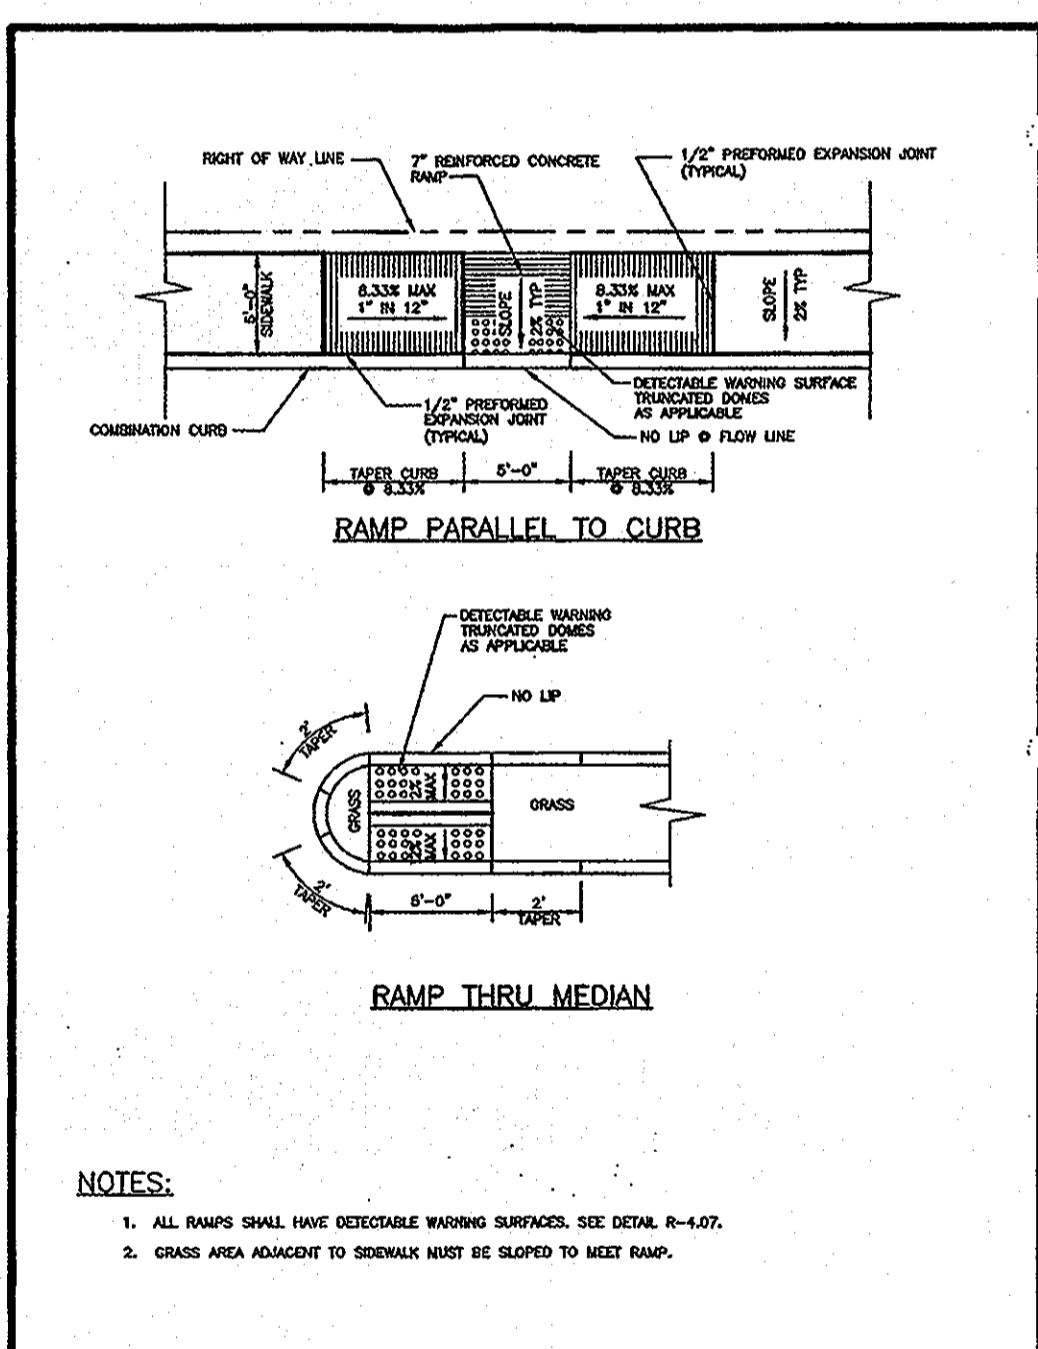 RIGHT OF WAY LINE
7" REINFORCED CONCRETE
RAMP
1/2" PREFORMED EXPANSION JOINT
(TYPICAL)
5'-0"
SIDEWALK
8.33% MAX
1" IN 12"
SLOPE
2% TYP
8.33% MAX
1" IN 12"
SLOPE
2% TYP
DETECTABLE WARNING SURFACE
TRUNCATED DOMES
AS APPLICABLE
1/2" PREFORMED
EXPANSION JOINT
(TYPICAL)
COMBINATION CURB
NO LIP @ FLOW LINE
TAPER CURB
@ 8.33%
5'-0"
TAPER CURB
@ 8.33%
RAMP PARALLEL TO CURB
DETECTABLE WARNING
TRUNCATED DOMES
AS APPLICABLE
NO LIP
2'
TAPER
GRASS
2%
MAX
2%
MAX
GRASS
2'
TAPER
2'
TAPER
RAMP THRU MEDIAN
NOTES:
1. ALL RAMPS SHALL HAVE DETECTABLE WARNING SURFACES. SEE DETAIL R-4.07.
2. GRASS AREA ADJACENT TO SIDEWALK MUST BE SLOPED TO MEET RAMP.